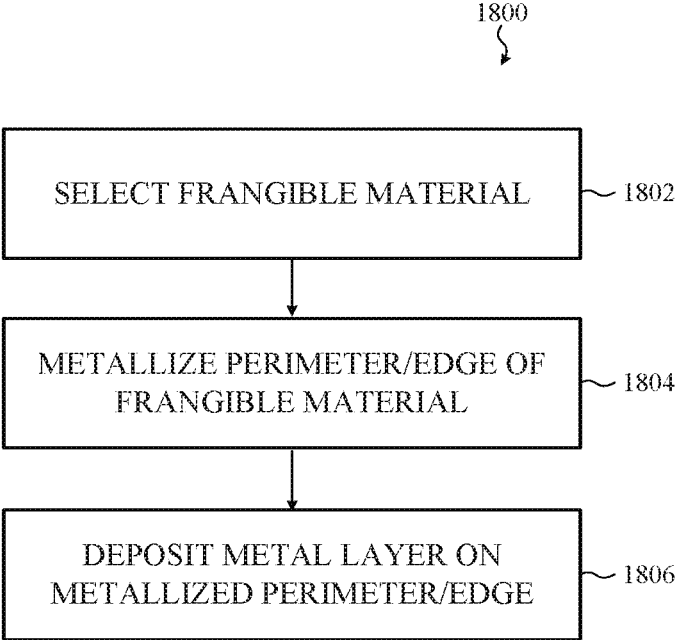 1800
SELECT FRANGIBLE MATERIAL
1802
METALLIZE PERIMETER/EDGE OF
FRANGIBLE MATERIAL
1804
DEPOSIT METAL LAYER ON
METALLIZED PERIMETER/EDGE
1806